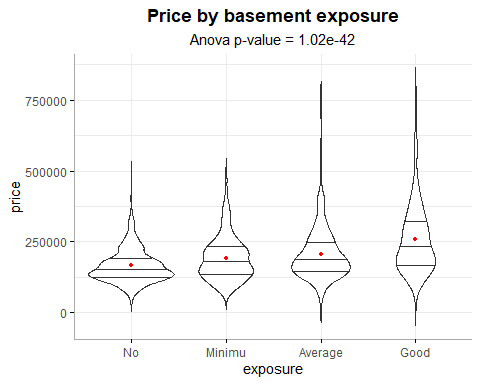 Price by basement exposure
Anova p-value = 1.02e-42
price
750000
500000
250000
0
No Minimu Average Good
exposure